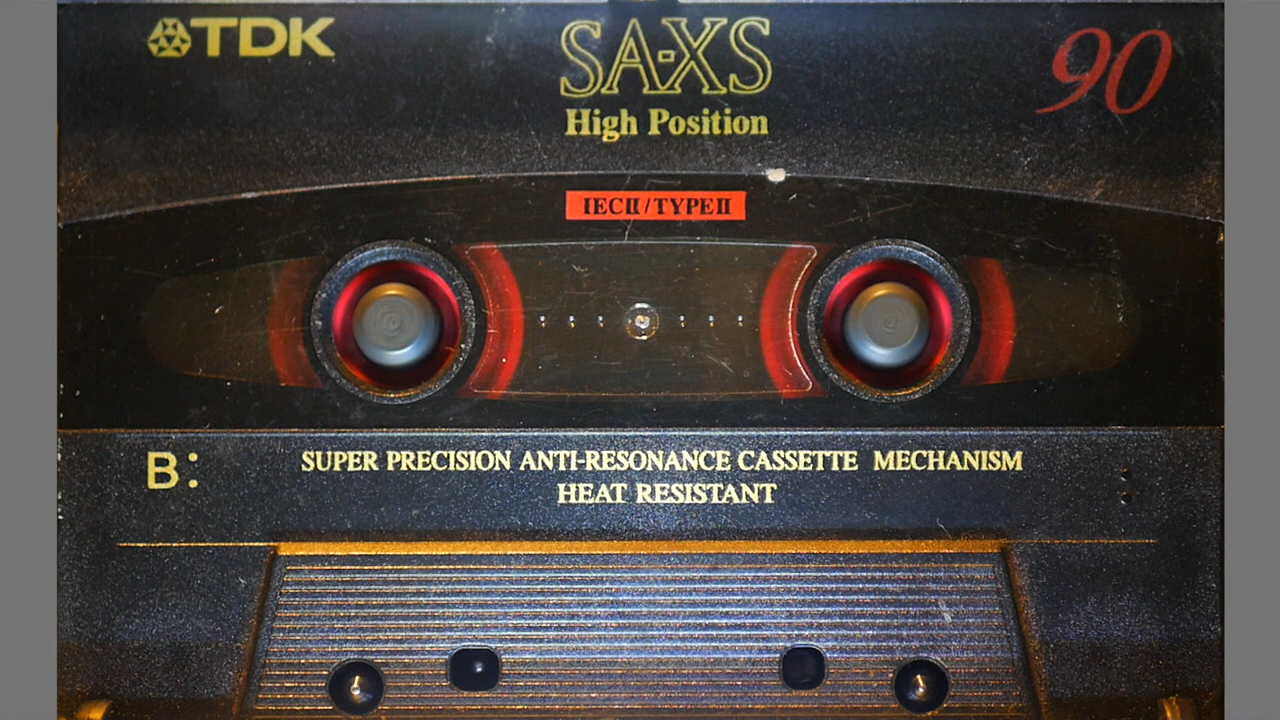 TDK
SA-XS
High Position
90
IECII/TYPEII
B:
SUPER PRECISION ANTI-RESONANCE CASSETTE MECHANISM
HEAT RESISTANT